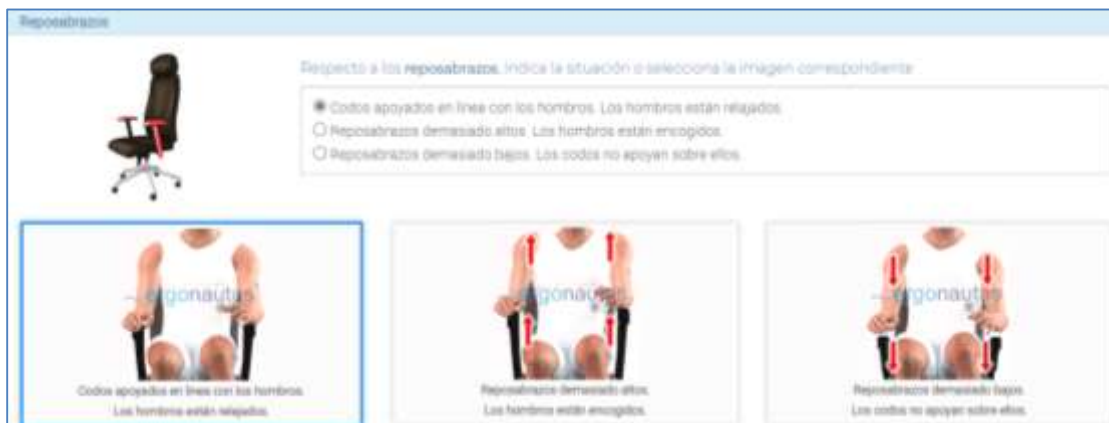 Reposabrazos
Respecto a los reposabrazos, indica la situación o selecciona la imagen correspondiente
Codos apoyados en línea con los hombros. Los hombros están relajados.
Reposabrazos demasiado altos. Los hombros están encogidos.
Reposabrazos demasiado bajos. Los codos no apoyan sobre ellos.
ergonautas
ergonautas
ergonautas
Codos apoyados en línea con los hombros.
Los hombros están relajados.
Reposabrazos demasiado altos.
Los hombros están encogidos.
Reposabrazos demasiado bajos.
Los codos no apoyan sobre ellos.